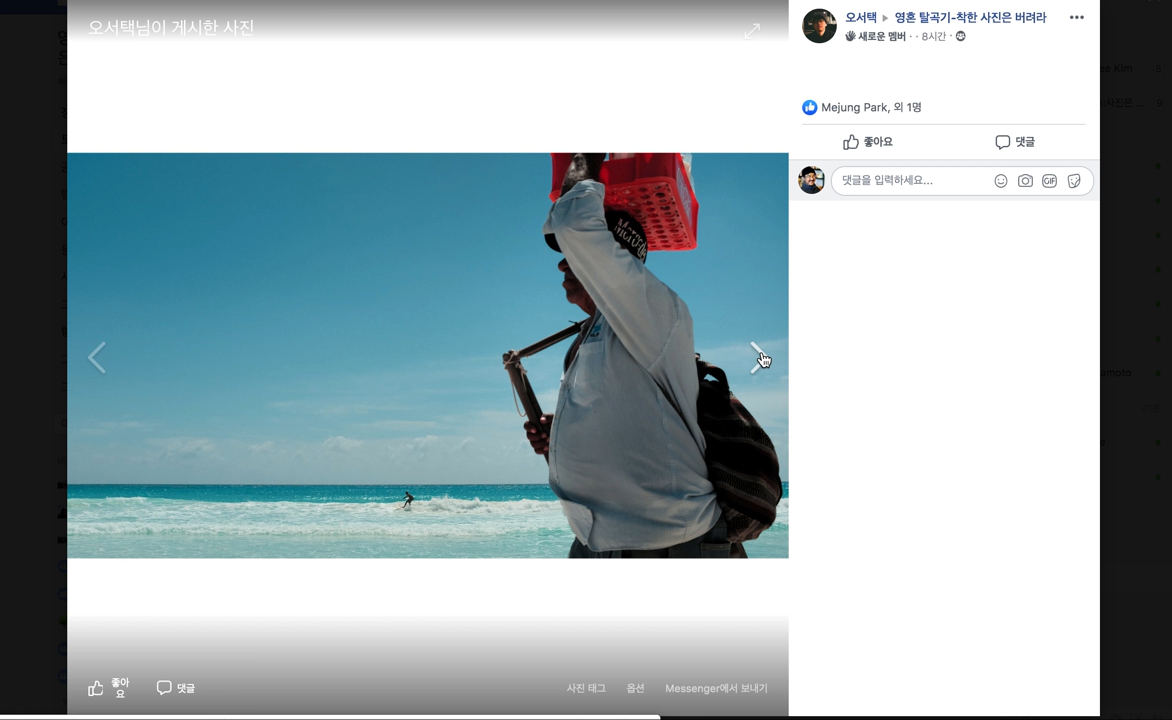 오서택님이 게시한 사진
오서택 ▶ 영혼 탈곡기-착한 사진은 버려라
새로운 멤버 · · 8시간 ·
Mejung Park, 외 1명
좋아요 댓글
댓글을 입력하세요...
GIF
좋아
요
댓글
사진 태그 옵션 Messenger에서 보내기